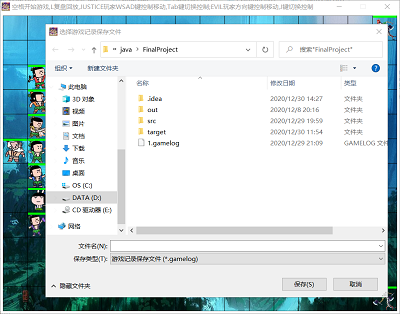 空格开始游戏,L复盘回放,JUSTICE玩家WSAD键控制移动,Tab键切换控制,EVIL玩家方向键控制移动,J键切换控制
选择游戏记录保存文件
« java › FinalProject
搜索"FinalProject"
组织
新建文件夹
此电脑
3D 对象
视频
图片
文档
下载
音乐
桌面
OS (C:)
DATA (D:)
CD 驱动器 (E:)
网络
名称 修改日期 类型
.idea 2020/12/30 14:27 文件夹
out 2020/12/8 20:16 文件夹
src 2020/12/29 19:59 文件夹
target 2020/12/30 11:54 文件夹
1.gamelog 2020/12/29 21:09 GAMELOG 文件
文件名(N):
保存类型(T): 游戏记录保存文件 (*.gamelog)
隐藏文件夹
保存(S) 取消